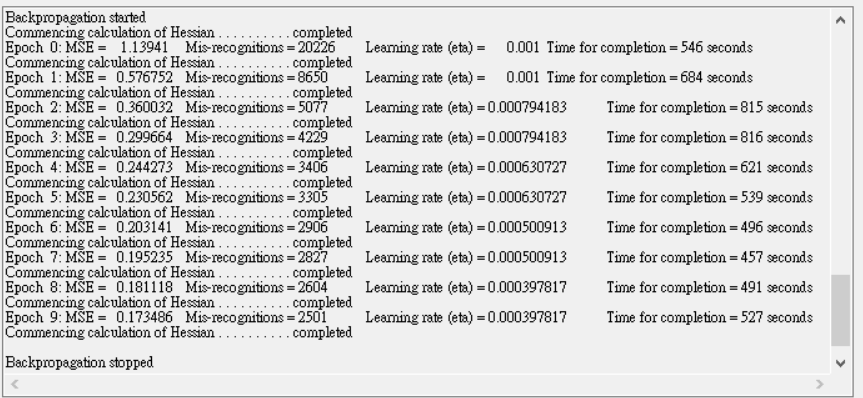 Backpropagation started
Commencing calculation of Hessian . . . . . . . . . . completed
Epoch 0: MSE = 1.13941 Mis-recognitions = 20226 Learning rate (eta) = 0.001 Time for completion = 546 seconds
Commencing calculation of Hessian . . . . . . . . . . completed
Epoch 1: MSE = 0.576752 Mis-recognitions = 8650 Learning rate (eta) = 0.001 Time for completion = 684 seconds
Commencing calculation of Hessian . . . . . . . . . . completed
Epoch 2: MSE = 0.360032 Mis-recognitions = 5077 Learning rate (eta) = 0.000794183 Time for completion = 815 seconds
Commencing calculation of Hessian . . . . . . . . . . completed
Epoch 3: MSE = 0.299664 Mis-recognitions = 4229 Learning rate (eta) = 0.000794183 Time for completion = 816 seconds
Commencing calculation of Hessian . . . . . . . . . . completed
Epoch 4: MSE = 0.244273 Mis-recognitions = 3406 Learning rate (eta) = 0.000630727 Time for completion = 621 seconds
Commencing calculation of Hessian . . . . . . . . . . completed
Epoch 5: MSE = 0.230562 Mis-recognitions = 3305 Learning rate (eta) = 0.000630727 Time for completion = 539 seconds
Commencing calculation of Hessian . . . . . . . . . . completed
Epoch 6: MSE = 0.203141 Mis-recognitions = 2906 Learning rate (eta) = 0.000500913 Time for completion = 496 seconds
Commencing calculation of Hessian . . . . . . . . . . completed
Epoch 7: MSE = 0.195235 Mis-recognitions = 2827 Learning rate (eta) = 0.000500913 Time for completion = 457 seconds
Commencing calculation of Hessian . . . . . . . . . . completed
Epoch 8: MSE = 0.181118 Mis-recognitions = 2604 Learning rate (eta) = 0.000397817 Time for completion = 491 seconds
Commencing calculation of Hessian . . . . . . . . . . completed
Epoch 9: MSE = 0.173486 Mis-recognitions = 2501 Learning rate (eta) = 0.000397817 Time for completion = 527 seconds
Commencing calculation of Hessian . . . . . . . . . . completed
Backpropagation stopped